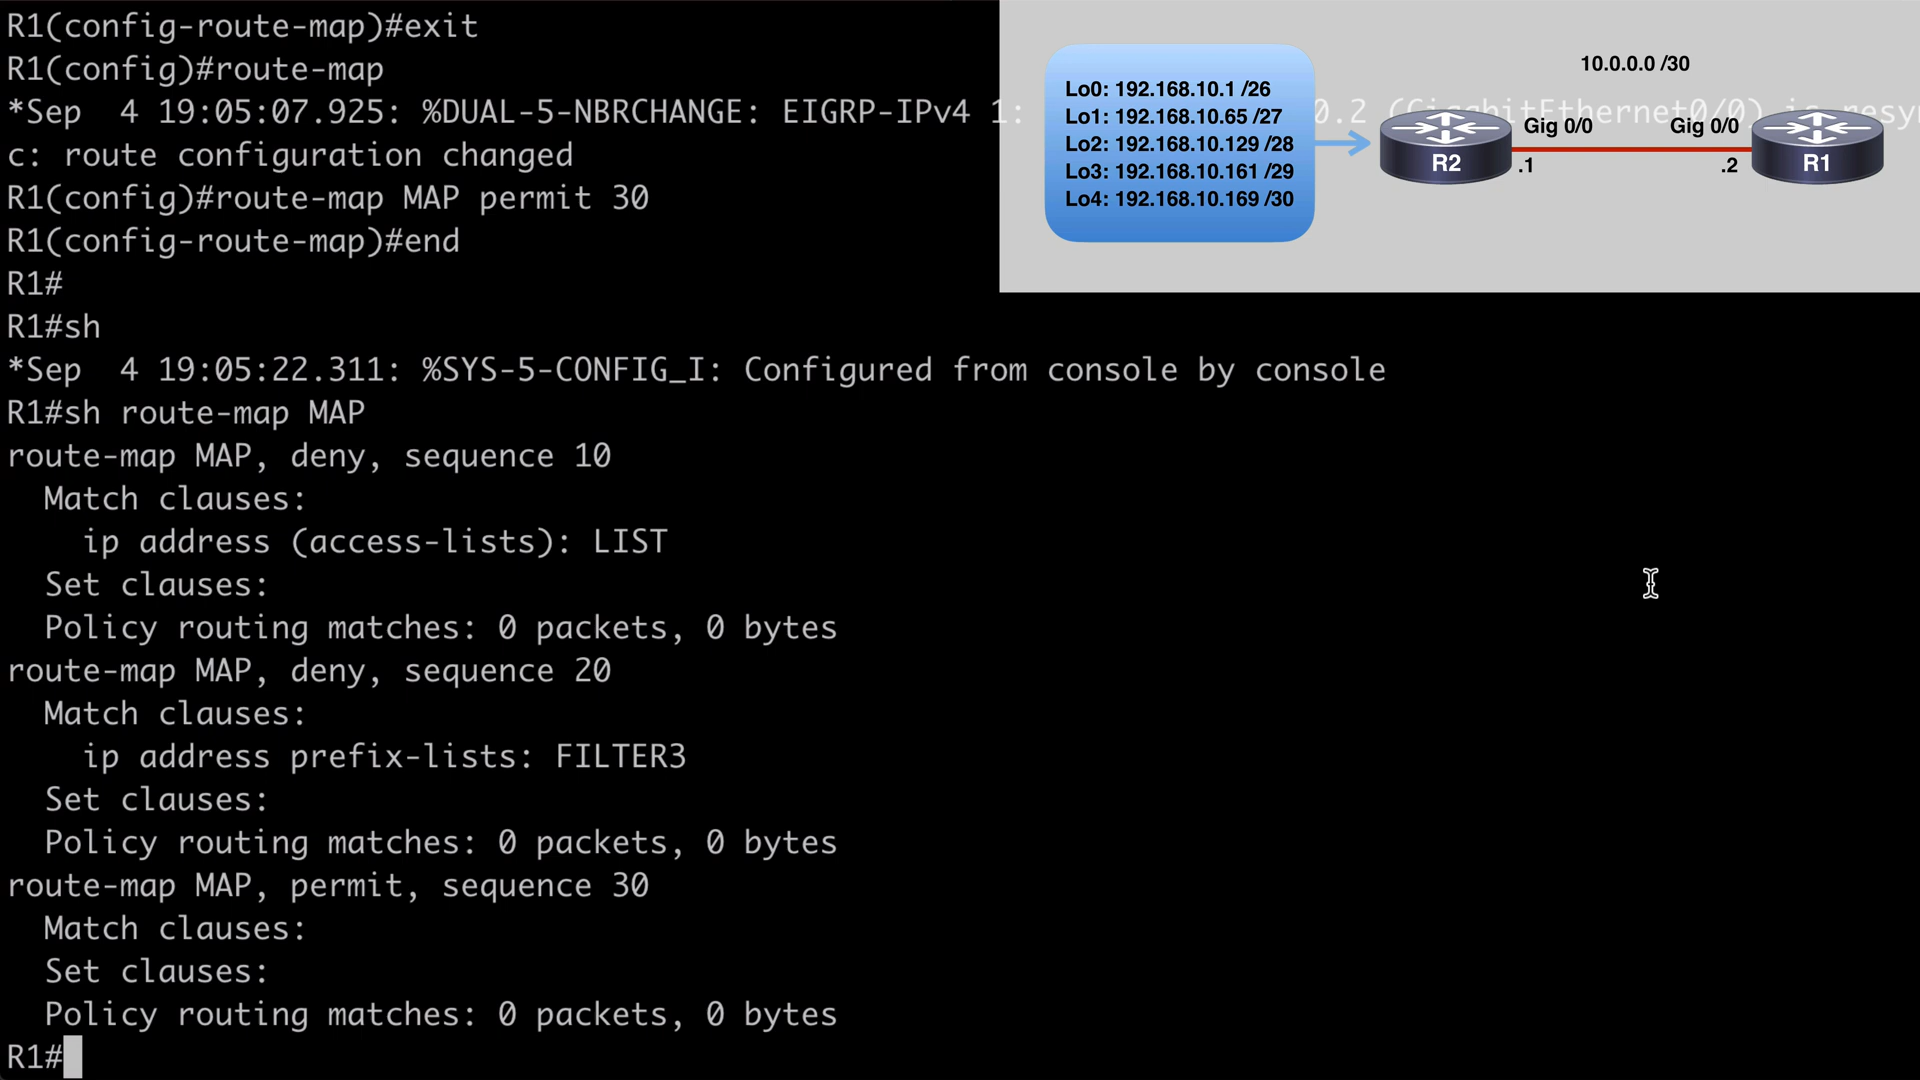 R1(config-route-map)#exit
R1(config)#route-map
*Sep  4 19:05:07.925: %DUAL-5-NBRCHANGE: EIGRP-IPv4 1: 0.2 (GigabitEthernet0/0) is resyn
c: route configuration changed
R1(config)#route-map MAP permit 30
R1(config-route-map)#end
R1#
R1#sh
*Sep  4 19:05:22.311: %SYS-5-CONFIG_I: Configured from console by console
R1#sh route-map MAP
route-map MAP, deny, sequence 10
  Match clauses:
    ip address (access-lists): LIST
  Set clauses:
  Policy routing matches: 0 packets, 0 bytes
route-map MAP, deny, sequence 20
  Match clauses:
    ip address prefix-lists: FILTER3
  Set clauses:
  Policy routing matches: 0 packets, 0 bytes
route-map MAP, permit, sequence 30
  Match clauses:
  Set clauses:
  Policy routing matches: 0 packets, 0 bytes
R1#
10.0.0.0 /30
Lo0: 192.168.10.1 /26
Lo1: 192.168.10.65 /27
Lo2: 192.168.10.129 /28
Lo3: 192.168.10.161 /29
Lo4: 192.168.10.169 /30
Gig 0/0
Gig 0/0
R2
.1
.2
R1